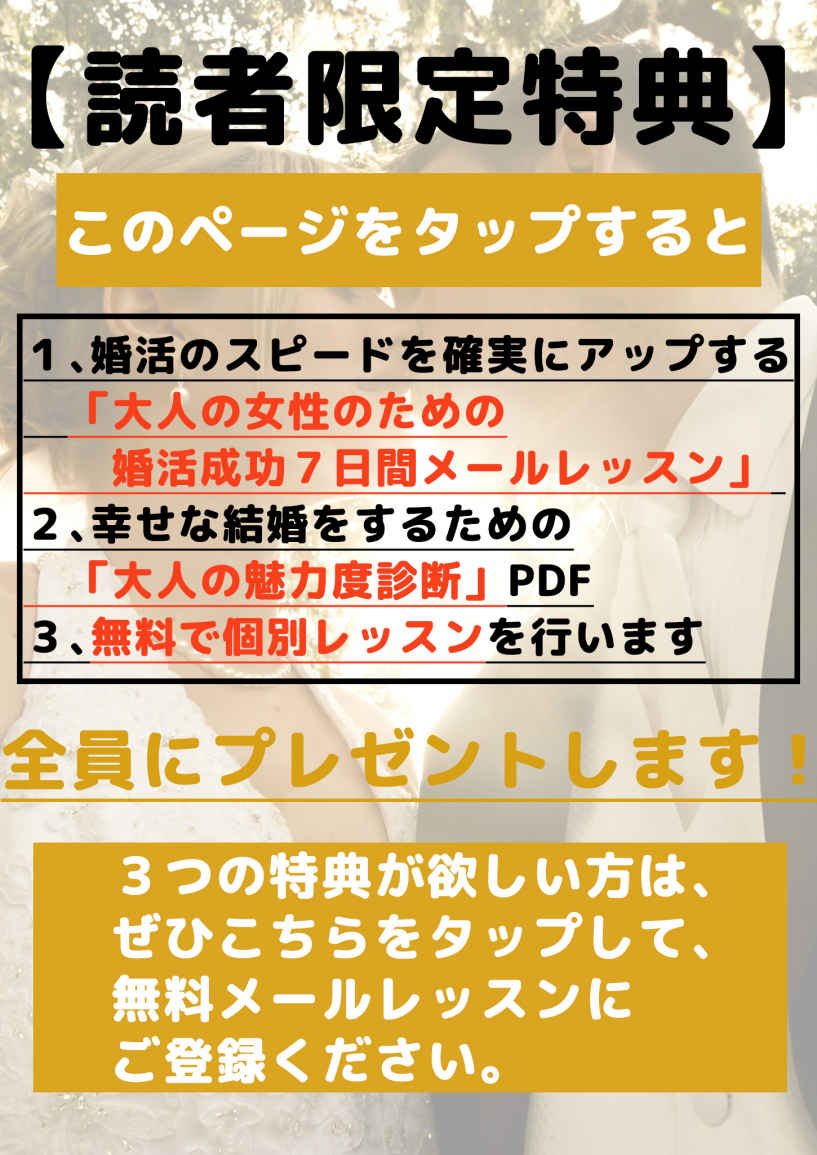 【読者限定特典】
このページをタップすると
１、婚活のスピードを確実にアップする
「大人の女性のための
婚活成功７日間メールレッスン」
２、幸せな結婚をするための
「大人の魅力度診断」PDF
３、無料で個別レッスンを行います
全員にプレゼントします！
３つの特典が欲しい方は、
ぜひこちらをタップして、
無料メールレッスンに
ご登録ください。